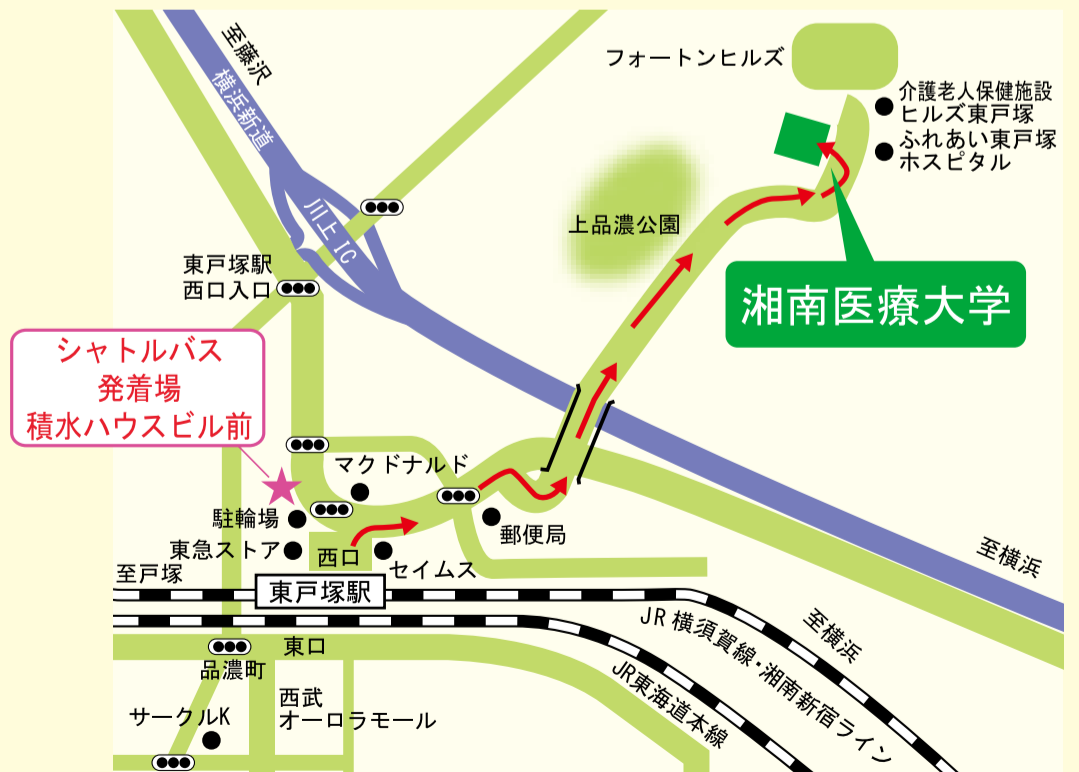 至藤沢
横浜新道
フォートンヒルズ
介護老人保健施設
ヒルズ東戸塚
ふれあい東戸塚
ホスピタル
川上IC
上品濃公園
東戸塚駅
西口入口
湘南医療大学
シャトルバス
発着場
積水ハウスビル前
マクドナルド
駐輪場
郵便局
東急ストア
西口
セイムス
至横浜
至戸塚
東戸塚駅
JR横須賀線・湘南新宿ライン
至横浜
東口
JR東海道本線
品濃町
西武
オーロラモール
サークルK